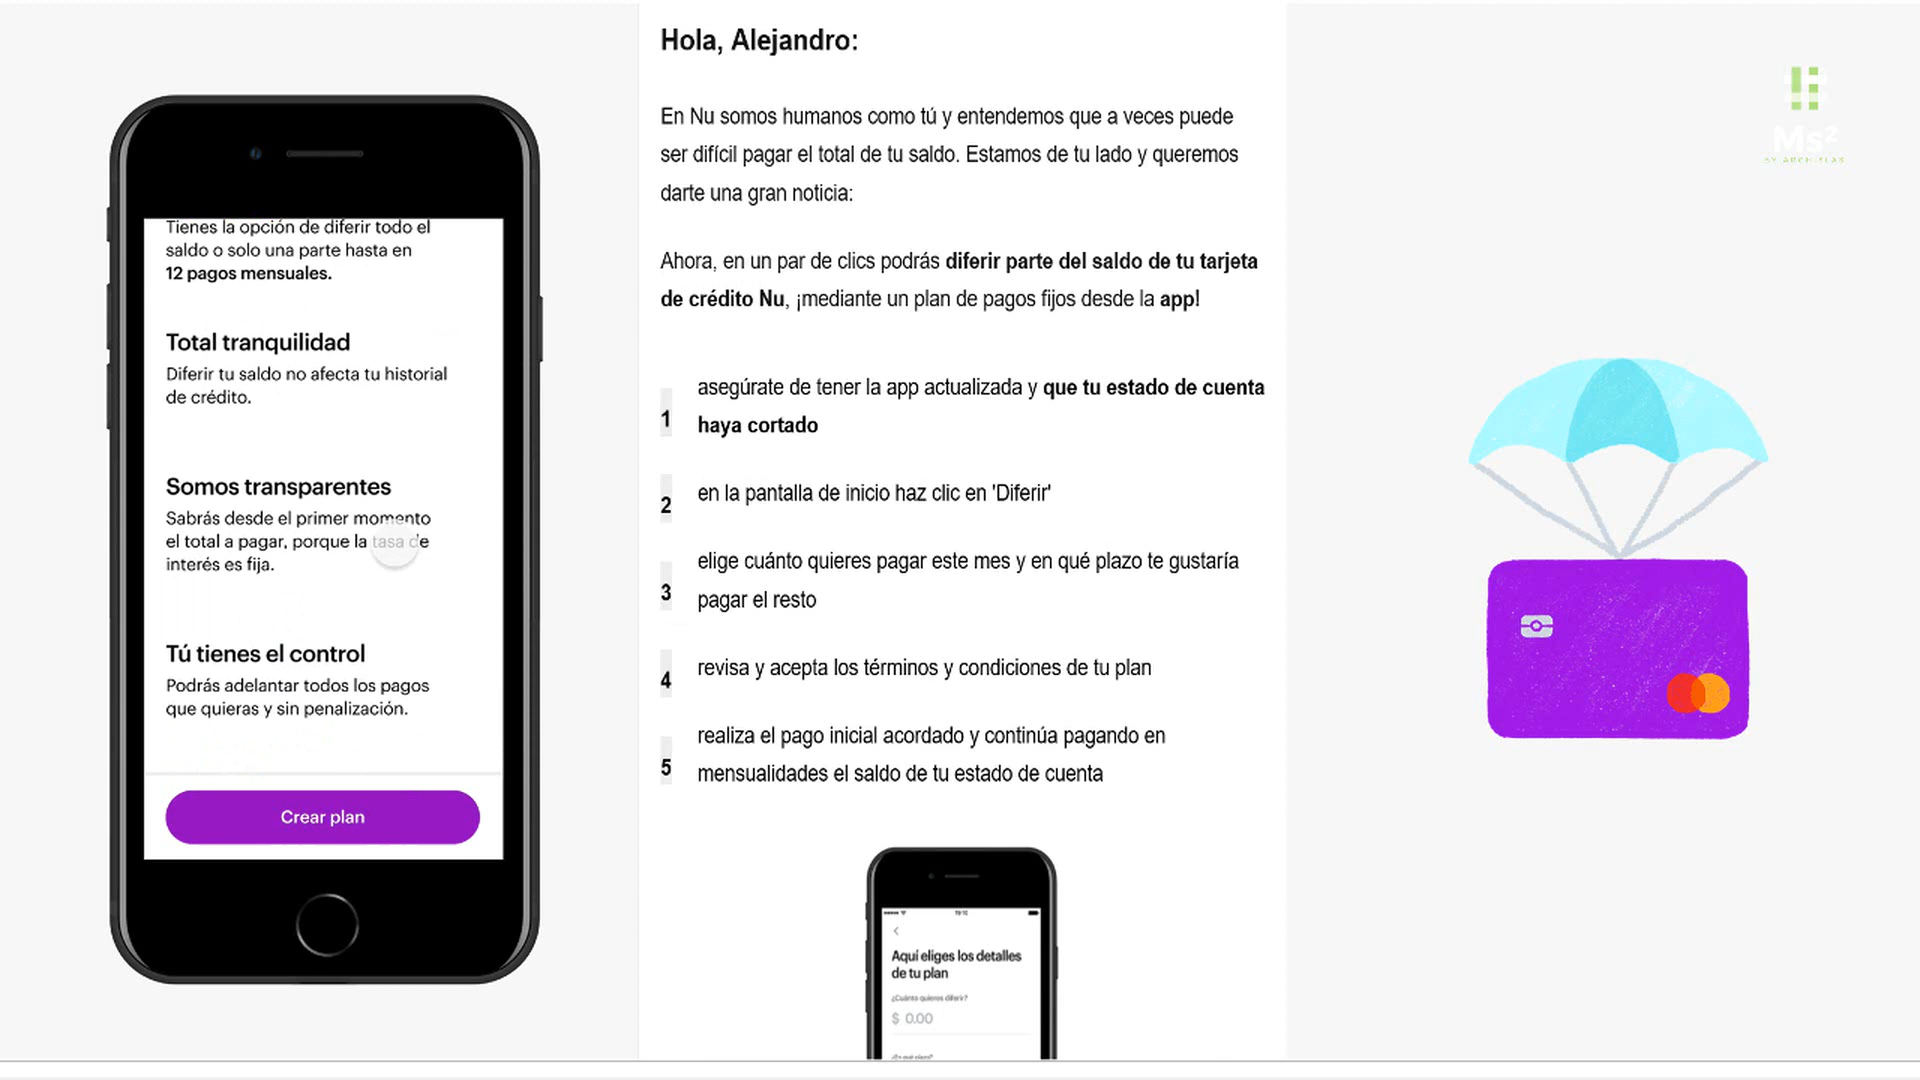 Tienes la opción de diferir todo el
saldo o solo una parte hasta en
12 pagos mensuales.
Total tranquilidad
Diferir tu saldo no afecta tu historial
de crédito.
Somos transparentes
Sabrás desde el primer momento
el total a pagar, porque la tasa de
interés es fija.
Tú tienes el control
Podrás adelantar todos los pagos
que quieras y sin penalización.
Crear plan
Hola, Alejandro:
En Nu somos humanos como tú y entendemos que a veces puede
ser difícil pagar el total de tu saldo. Estamos de tu lado y queremos
darte una gran noticia:
Ahora, en un par de clics podrás diferir parte del saldo de tu tarjeta
de crédito Nu, ¡mediante un plan de pagos fijos desde la app!
1 asegúrate de tener la app actualizada y que tu estado de cuenta
haya cortado
2 en la pantalla de inicio haz clic en 'Diferir'
3 elige cuánto quieres pagar este mes y en qué plazo te gustaría
pagar el resto
4 revisa y acepta los términos y condiciones de tu plan
5 realiza el pago inicial acordado y continúa pagando en
mensualidades el saldo de tu estado de cuenta
Aquí eliges los detalles
de tu plan
¿Cuánto quieres diferir?
$ 0.00
Ms²